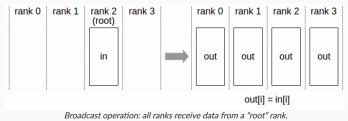 rank 0 rank 1 rank 2 rank 3 rank 0 rank 1 rank 2 rank 3
(root)
in out out out out
out[i] = in[i]
Broadcast operation: all ranks receive data from a "root" rank.